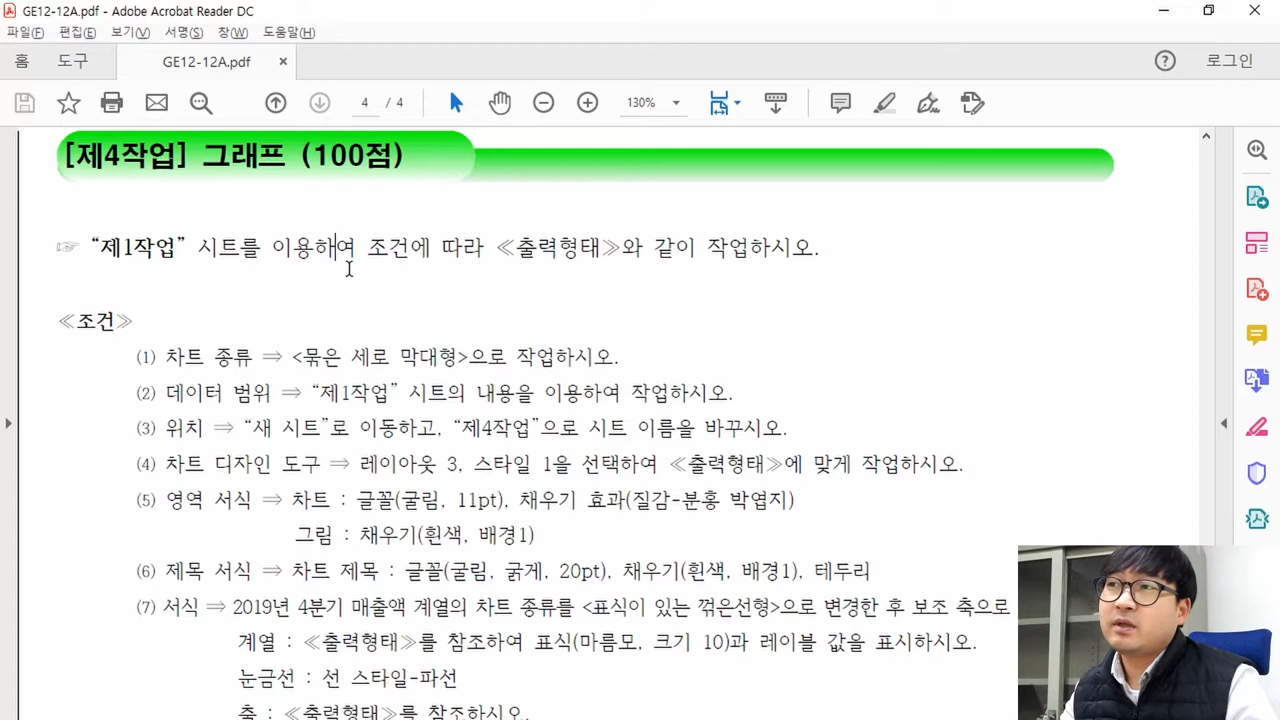 GE12-12A.pdf - Adobe Acrobat Reader DC
파일(F) 편집(E) 보기(V) 서명(S) 창(W) 도움말(H)
홈 도구 GE12-12A.pdf × 로그인
4 / 4 130%
[제4작업] 그래프 (100점)
☞ “제1작업” 시트를 이용하여 조건에 따라 ≪출력형태≫와 같이 작업하시오.
≪조건≫
(1) 차트 종류 ⇒ <묶은 세로 막대형>으로 작업하시오.
(2) 데이터 범위 ⇒ “제1작업” 시트의 내용을 이용하여 작업하시오.
(3) 위치 ⇒ “새 시트”로 이동하고, “제4작업”으로 시트 이름을 바꾸시오.
(4) 차트 디자인 도구 ⇒ 레이아웃 3, 스타일 1을 선택하여 ≪출력형태≫에 맞게 작업하시오.
(5) 영역 서식 ⇒ 차트 : 글꼴(굴림, 11pt), 채우기 효과(질감-분홍 박엽지)
그림 : 채우기(흰색, 배경1)
(6) 제목 서식 ⇒ 차트 제목 : 글꼴(굴림, 굵게, 20pt), 채우기(흰색, 배경1), 테두리
(7) 서식 ⇒ 2019년 4분기 매출액 계열의 차트 종류를 <표식이 있는 꺾은선형>으로 변경한 후 보조 축으로
계열 : ≪출력형태≫를 참조하여 표식(마름모, 크기 10)과 레이블 값을 표시하시오.
눈금선 : 선 스타일-파선
축 : ≪출력형태≫를 참조하시오.